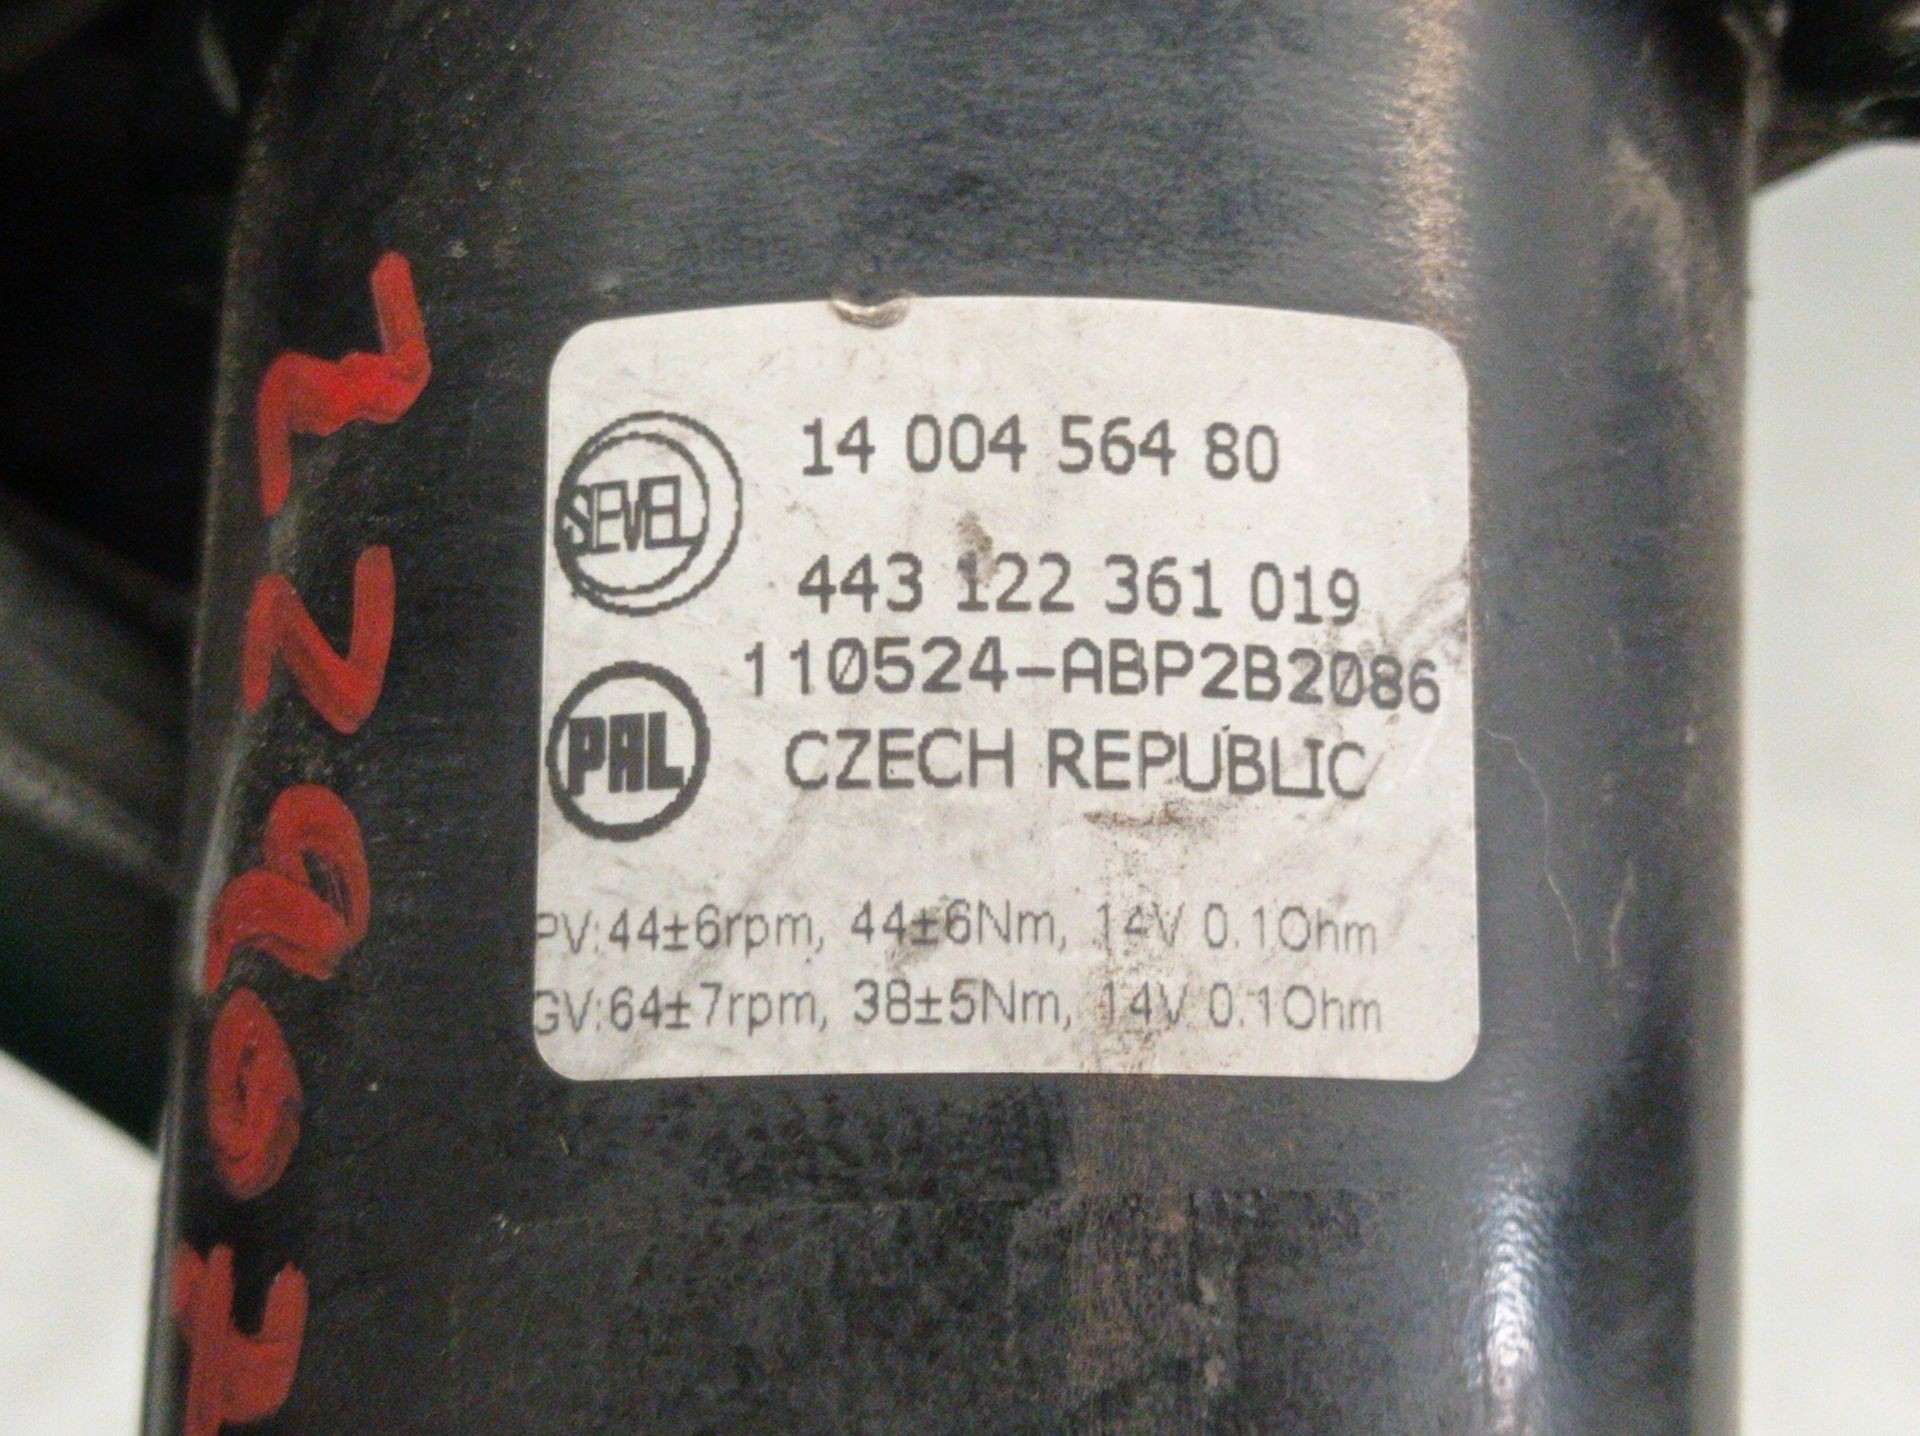 SEVEL
14 004 564 80
443 122 361 019
110524-ABP2B2086
PAL
CZECH REPUBLIC
PV:44±6rpm, 44±6Nm, 14V 0.1Ohm
GV:64±7rpm, 38±5Nm, 14V 0.1Ohm